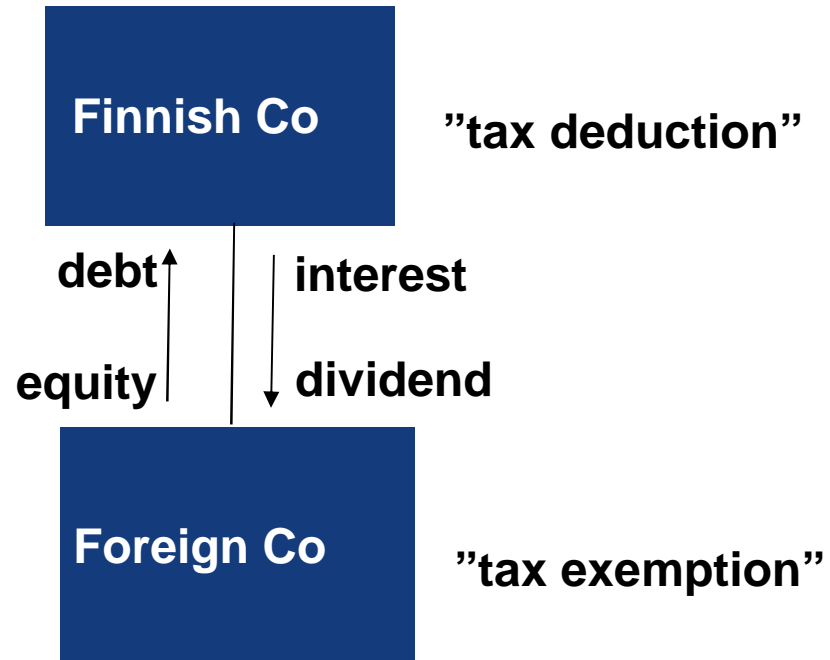 Finnish Co
”tax deduction”
debt
interest
equity
dividend
Foreign Co
”tax exemption”